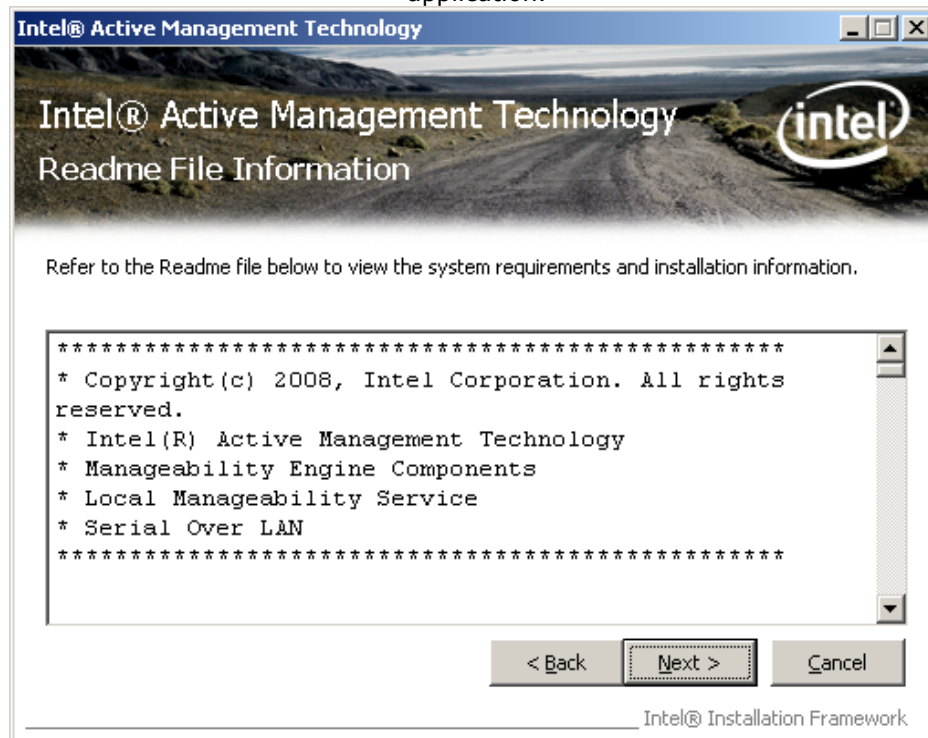 application.
Intel® Active Management Technology
Intel® Active Management Technology
intel
Readme File Information
Refer to the Readme file below to view the system requirements and installation information.
**************************************************
* Copyright(c) 2008, Intel Corporation. All rights
reserved.
* Intel(R) Active Management Technology
* Manageability Engine Components
* Local Manageability Service
* Serial Over LAN
**************************************************
< Back
Next >
Cancel
Intel® Installation Framework